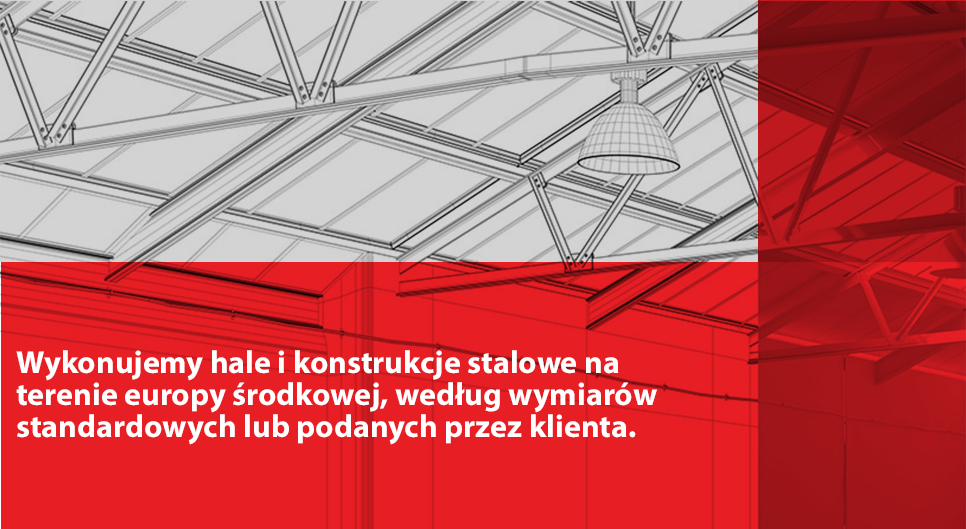 Wykonujemy hale i konstrukcje stalowe na
terenie europy środkowej, według wymiarów
standardowych lub podanych przez klienta.